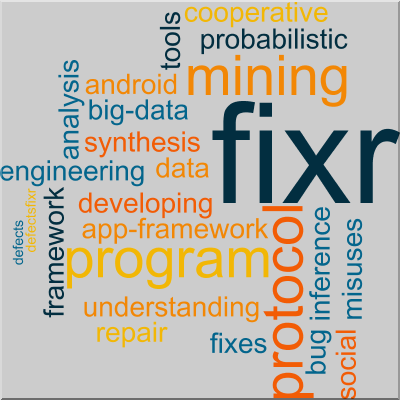 cooperative
tools
probabilistic
mining
android
analysis
big-data
fixr
synthesis
engineering
data
developing
framework
defectsfixr
defects
app-framework
program
protocol
inference
misuses
understanding
repair
fixes
bug
social